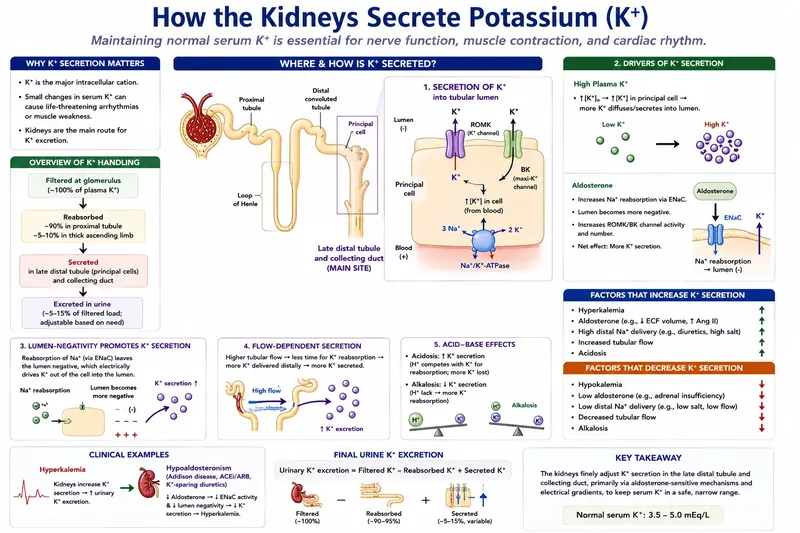 How the Kidneys Secrete Potassium (K⁺)
Maintaining normal serum K⁺ is essential for nerve function, muscle contraction, and cardiac rhythm.
WHY K⁺ SECRETION MATTERS
• K⁺ is the major intracellular cation.
• Small changes in serum K⁺ can
cause life-threatening arrhythmias
or muscle weakness.
• Kidneys are the main route for
K⁺ excretion.
OVERVIEW OF K⁺ HANDLING
Filtered at glomerulus
(~100% of plasma K⁺)
Reabsorbed
~90% in proximal tubule
~5–10% in thick ascending limb
Secreted
in late distal tubule (principal cells)
and collecting duct
Excreted in urine
(~5–15% of filtered load;
adjustable based on need)
WHERE & HOW IS K⁺ SECRETED?
Proximal
tubule
Distal
convoluted
tubule
Principal
cell
Loop
of Henle
Late distal tubule
and collecting duct
(MAIN SITE)
1. SECRETION OF K⁺
into tubular lumen
Lumen
(-)
K⁺
K⁺
ROMK
(K⁺ channel)
K⁺
BK
(maxi-K⁺
channel)
Principal
cell
↑[K⁺] in cell
(from blood)
3 Na⁺
2 K⁺
Blood
(+)
Na⁺/K⁺-ATPase
2. DRIVERS OF K⁺ SECRETION
High Plasma K⁺
• ↑[K⁺]ₚ → ↑[K⁺] in principal cell →
more K⁺ diffuses/secretes into lumen.
Low K⁺
High K⁺
Aldosterone
• Increases Na⁺ reabsorption via ENaC.
• Lumen becomes more negative.
• Increases ROMK/BK channel activity
and number.
• Net effect: More K⁺ secretion.
Aldosterone
ENaC
K⁺
Na⁺ reabsorption
→ lumen (-)
FACTORS THAT INCREASE K⁺ SECRETION
• Hyperkalemia ↑
• Aldosterone (e.g., ↓ ECF volume, ↑ Ang II) ↑
• High distal Na⁺ delivery (e.g., diuretics, high salt) ↑
• Increased tubular flow ↑
• Acidosis ↑
FACTORS THAT DECREASE K⁺ SECRETION
• Hypokalemia ↓
• Low aldosterone (e.g., adrenal insufficiency) ↓
• Low distal Na⁺ delivery (e.g., low salt, low flow) ↓
• Decreased tubular flow ↓
• Alkalosis ↓
3. LUMEN-NEGATIVITY PROMOTES K⁺ SECRETION
Reabsorption of Na⁺ (via ENaC) leaves
the lumen negative, which electrically
drives K⁺ out of the cell into the lumen.
Na⁺ reabsorption
Lumen becomes
more negative
K⁺ secretion ↑
(-)
+ + +
4. FLOW-DEPENDENT SECRETION
Higher tubular flow → less time for K⁺ reabsorption →
more K⁺ delivered distally → more K⁺ secreted.
High flow
↑ K⁺ excretion
5. ACID–BASE EFFECTS
• Acidosis: ↑ K⁺ secretion
(H⁺ competes with K⁺ for
reabsorption; more K⁺ lost)
• Alkalosis: ↓ K⁺ secretion
(H⁺ lack → more K⁺
reabsorption)
H⁺
H⁺
Alkalosis
K⁺
K⁺
CLINICAL EXAMPLES
Hyperkalemia
Kidneys increase K⁺
secretion → ↑ urinary
K⁺ excretion.
Hypoaldosteronism
(Addison disease, ACEi/ARB,
K⁺-sparing diuretics)
↓ Aldosterone → ↓ ENaC activity
& ↓ lumen negativity → ↓ K⁺
secretion → Hyperkalemia.
FINAL URINE K⁺ EXCRETION
Urinary K⁺ excretion = Filtered K⁺ − Reabsorbed K⁺ + Secreted K⁺
−
+
Filtered
(~100%)
Reabsorbed
(~90–95%)
Secreted
(~5–15%, variable)
KEY TAKEAWAY
The kidneys finely adjust K⁺ secretion in the late distal tubule and
collecting duct, primarily via aldosterone-sensitive mechanisms and
electrical gradients, to keep serum K⁺ in a safe, narrow range.
Normal serum K⁺: 3.5 – 5.0 mEq/L